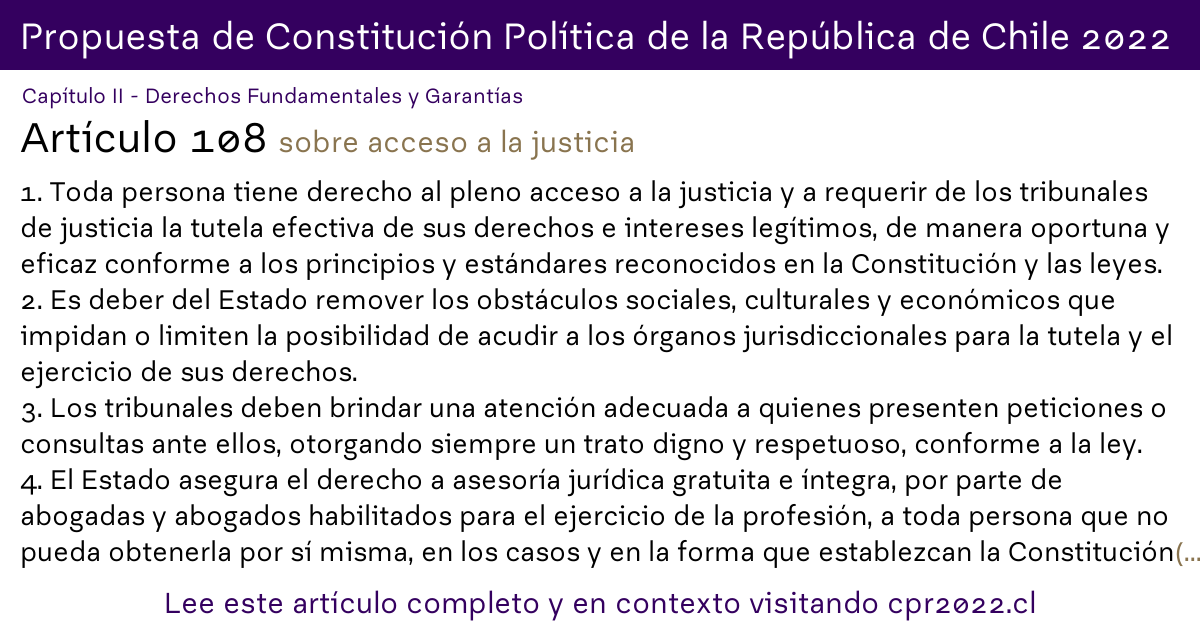 Propuesta de Constitución Política de la República de Chile 2022
Capítulo II - Derechos Fundamentales y Garantías
Artículo 108 sobre acceso a la justicia
1. Toda persona tiene derecho al pleno acceso a la justicia y a requerir de los tribunales
de justicia la tutela efectiva de sus derechos e intereses legítimos, de manera oportuna y
eficaz conforme a los principios y estándares reconocidos en la Constitución y las leyes.
2. Es deber del Estado remover los obstáculos sociales, culturales y económicos que
impidan o limiten la posibilidad de acudir a los órganos jurisdiccionales para la tutela y el
ejercicio de sus derechos.
3. Los tribunales deben brindar una atención adecuada a quienes presenten peticiones o
consultas ante ellos, otorgando siempre un trato digno y respetuoso, conforme a la ley.
4. El Estado asegura el derecho a asesoría jurídica gratuita e íntegra, por parte de
abogadas y abogados habilitados para el ejercicio de la profesión, a toda persona que no
pueda obtenerla por sí misma, en los casos y en la forma que establezcan la Constitución(...
Lee este artículo completo y en contexto visitando cpr2022.cl